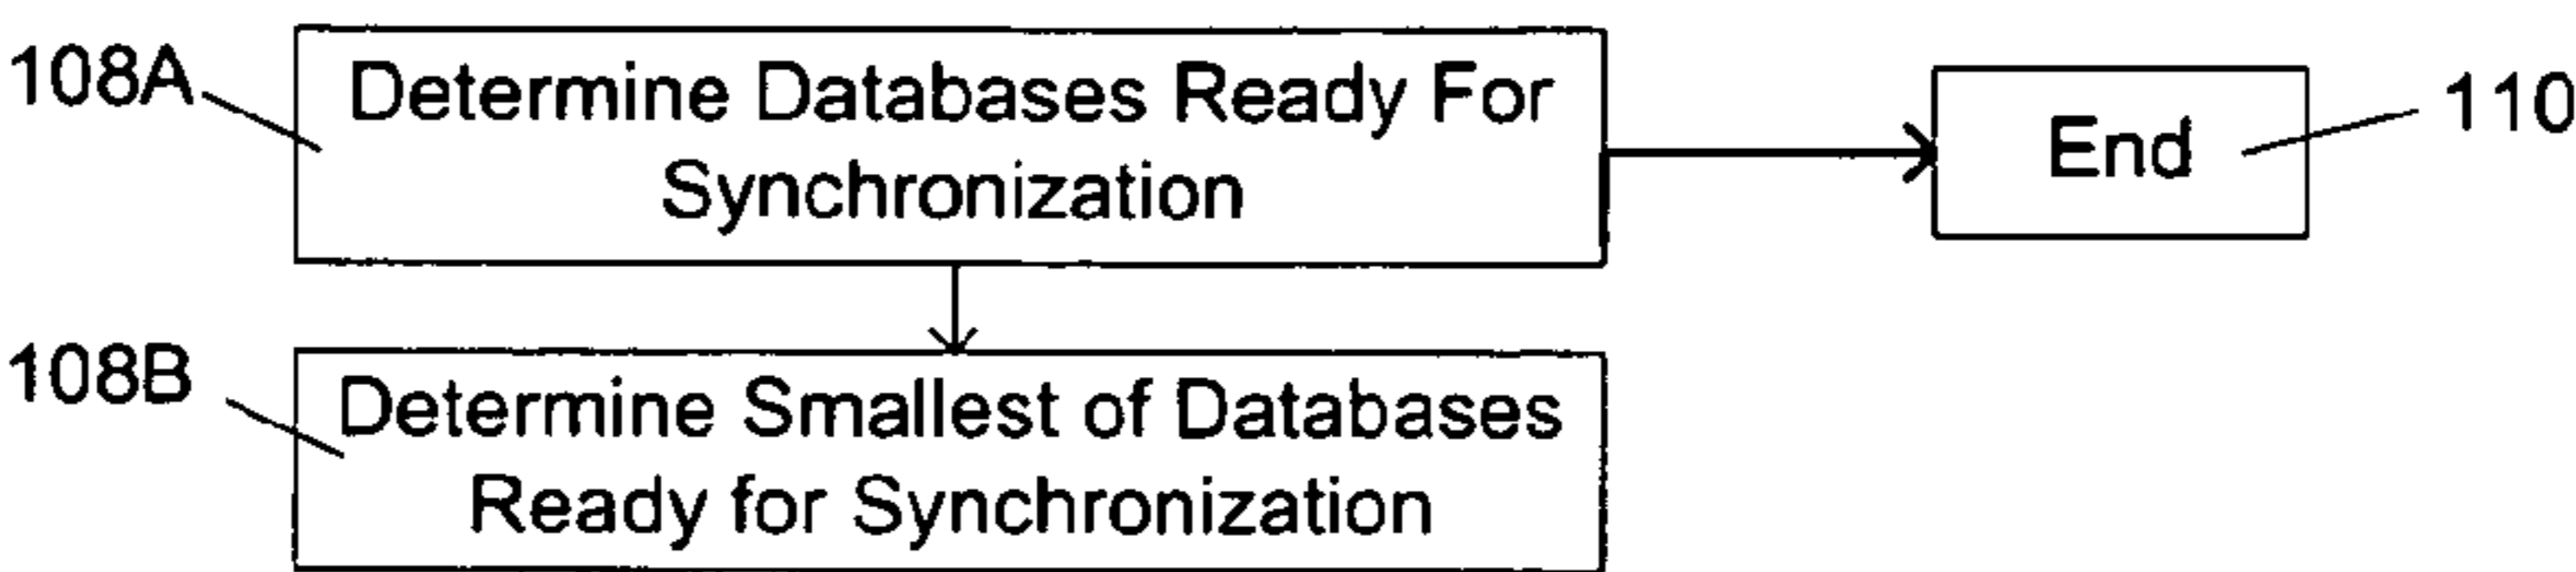 108A
Determine Databases Ready For
Synchronization
End
110
108B
Determine Smallest of Databases
Ready for Synchronization